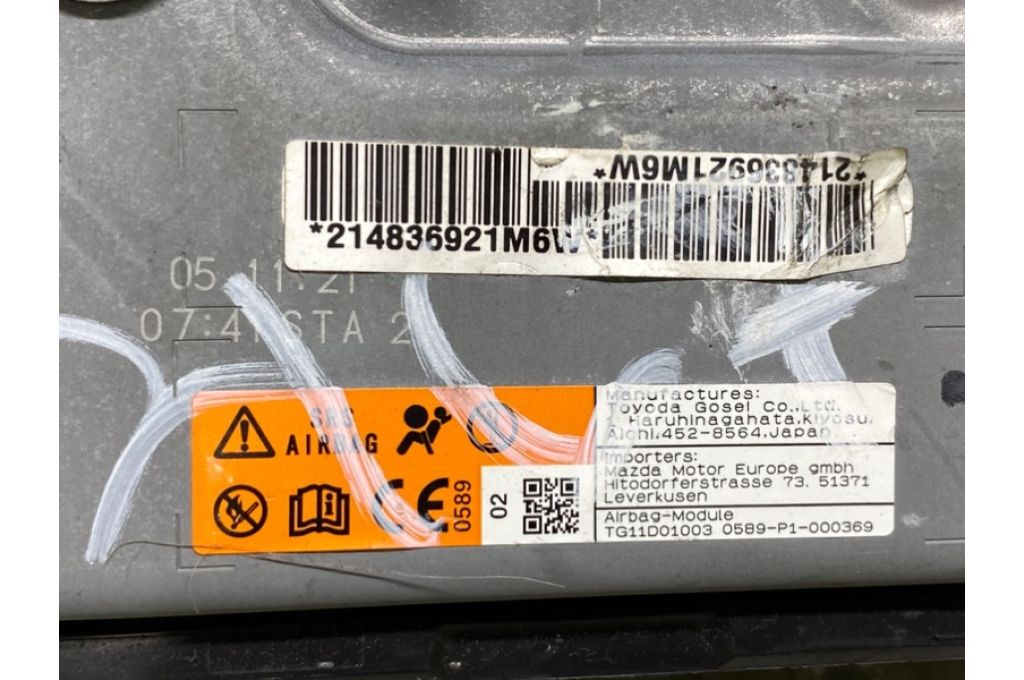 *214836921M6W*
*214836921M6W*
05.11.21
07:41 STA 2
SRS
AIRBAG
CE
0589
02
Manufactures:
Toyoda Gosei Co.,Ltd.
1 Haruhinagahata,Kiyosu,
Aichi,452-8564,Japan
Importers:
Mazda Motor Europe gmbh
Hitodorferstrasse 73, 51371
Leverkusen
Airbag-Module
TG11D01003 0589-P1-000369